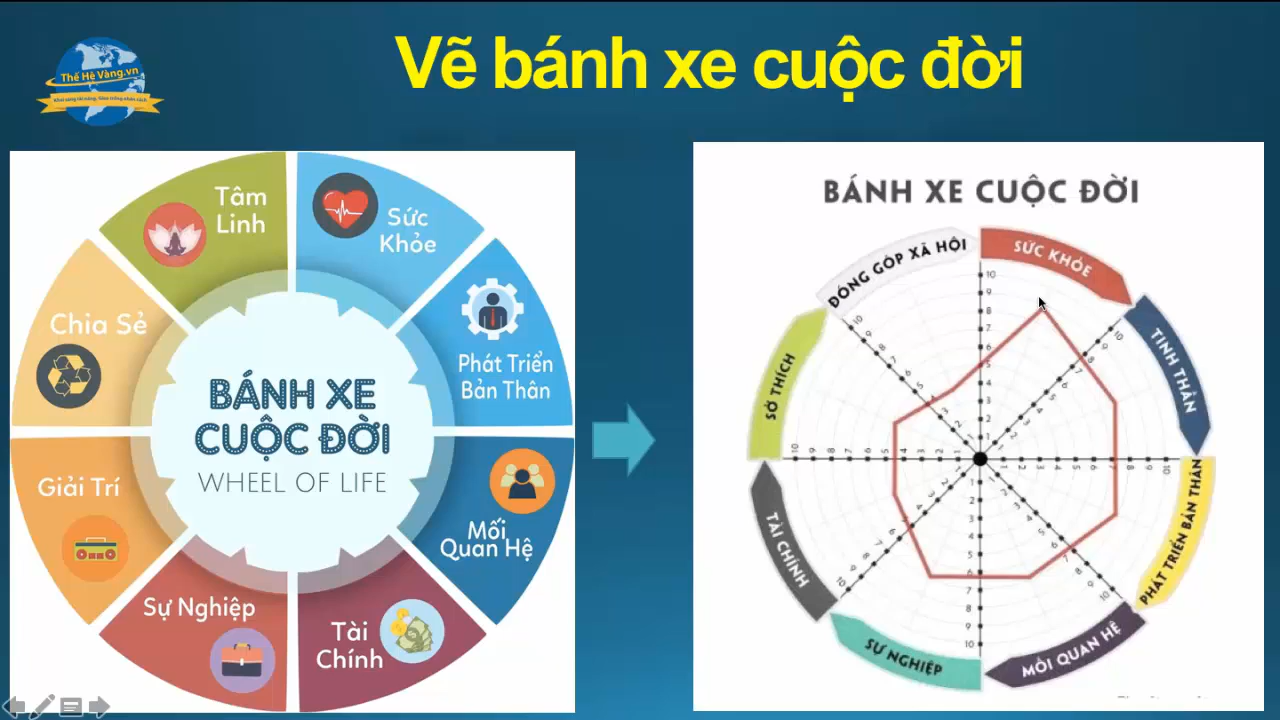 Vẽ bánh xe cuộc đời
Thế Hệ Vàng.vn
Tâm
Linh
Sức
Khỏe
Chia Sẻ
Phát Triển
Bản Thân
BÁNH XE
CUỘC ĐỜI
WHEEL OF LIFE
Giải Trí
Mối
Quan Hệ
Sự Nghiệp
Tài
Chính
BÁNH XE CUỘC ĐỜI
ĐÓNG GÓP XÃ HỘI
SỨC KHỎE
TINH THẦN
PHÁT TRIỂN BẢN THÂN
MỐI QUAN HỆ
SỰ NGHIỆP
TÀI CHÍNH
SỞ THÍCH